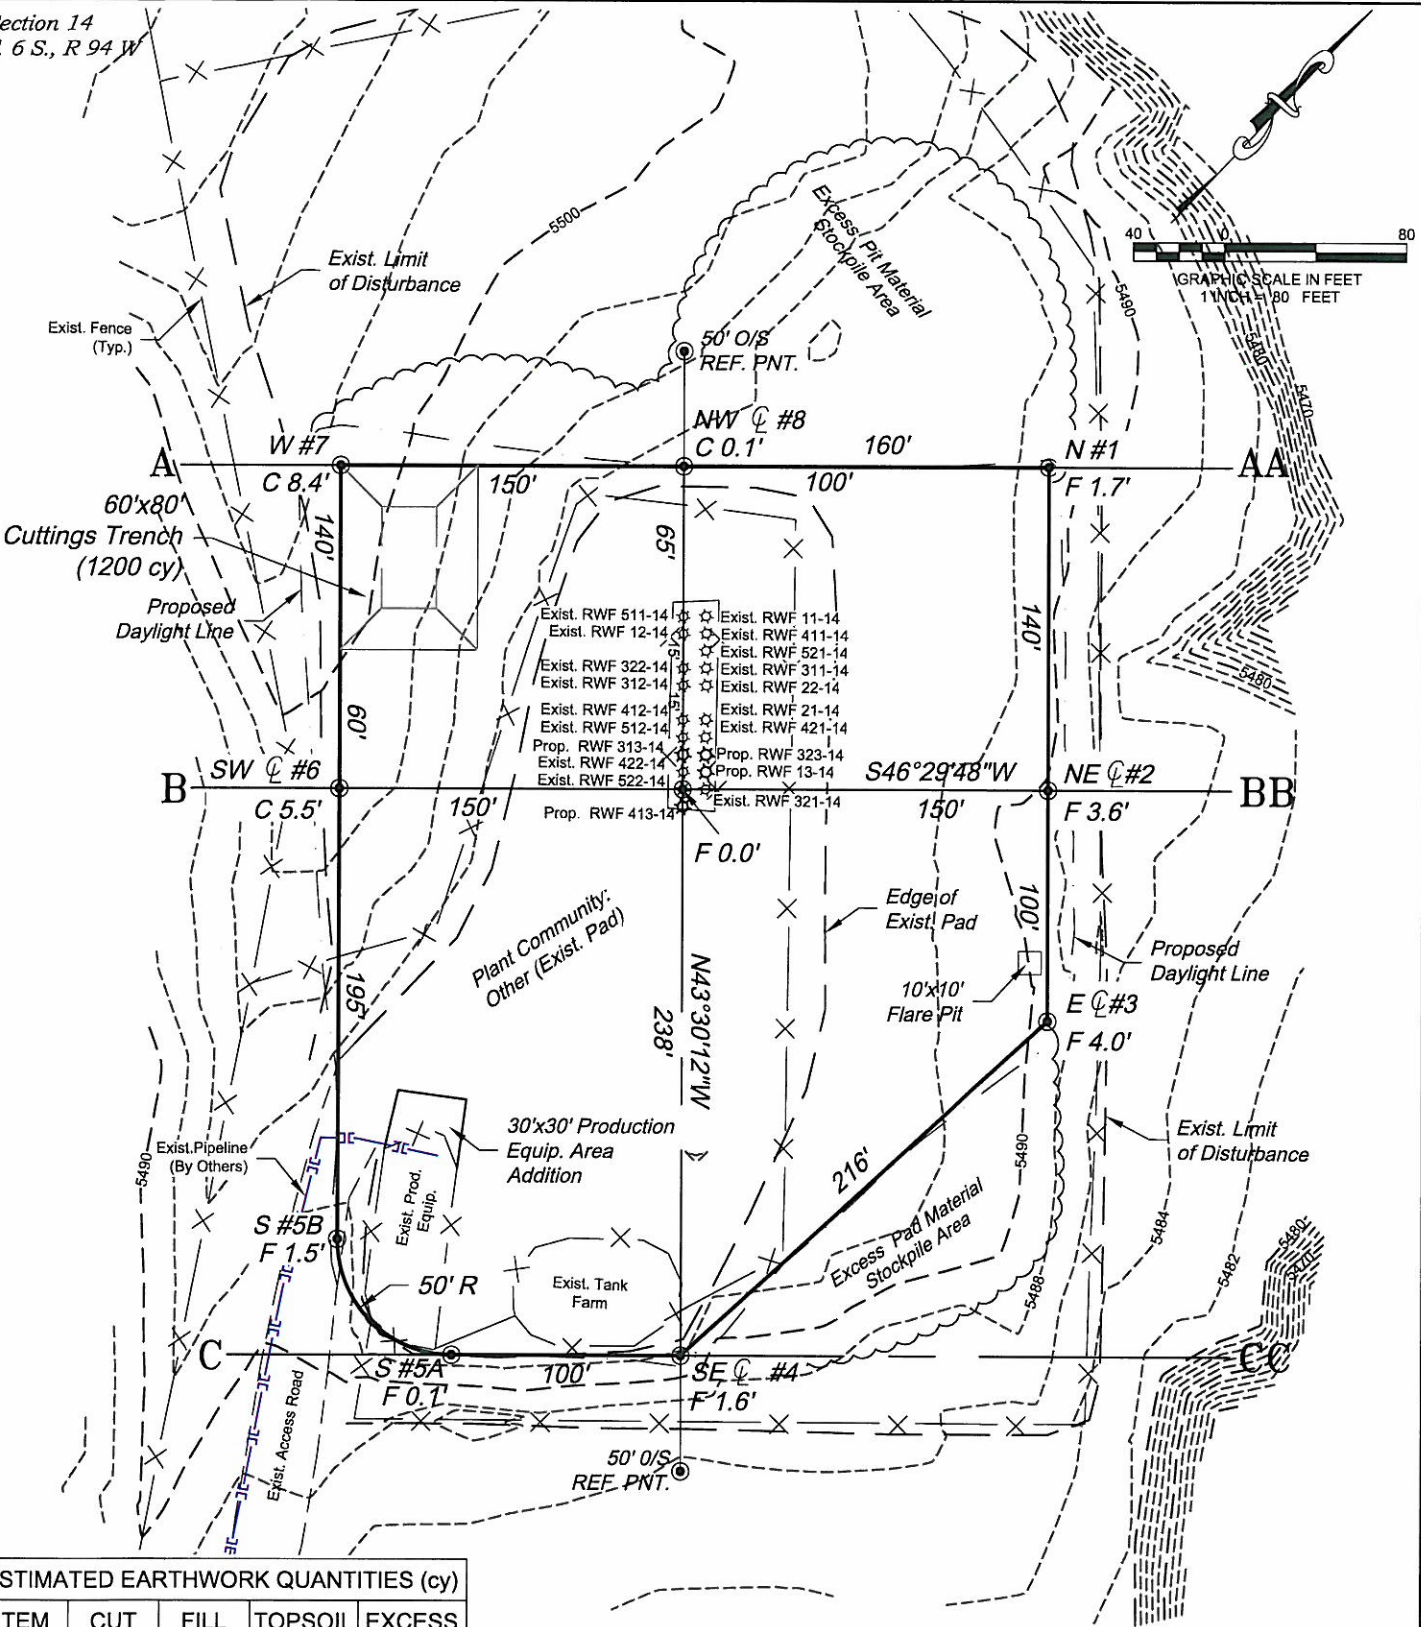 ection 14
. 6 S., R 94 W
5500
Exist. Limit
of Disturbance
Exist. Fence
(Typ.)
Excess Pit Material
Stockpile Area
40 0 80
GRAPHIC SCALE IN FEET
1 INCH = 80 FEET
5490
5480
5470
50' O/S
REF. PNT.
W #7
NW ℄ #8
C 0.1'
160'
N #1
A
AA
C 8.4'
150'
100'
F 1.7'
60'x80'
Cuttings Trench
(1200 cy)
140'
65'
Proposed
Daylight Line
140'
5480
Exist. RWF 511-14
Exist. RWF 11-14
Exist. RWF 12-14
Exist. RWF 411-14
15'
Exist. RWF 521-14
Exist. RWF 322-14
Exist. RWF 311-14
Exist. RWF 312-14
Exist. RWF 22-14
15'
Exist. RWF 412-14
Exist. RWF 21-14
Exist. RWF 512-14
Exist. RWF 421-14
Prop. RWF 313-14
Prop. RWF 323-14
Exist. RWF 422-14
Prop. RWF 13-14
Exist. RWF 522-14
Exist. RWF 321-14
Prop. RWF 413-14
60'
SW ℄ #6
S46°29'48"W
NE ℄ #2
B
BB
C 5.5'
150'
150'
F 3.6'
F 0.0'
Edge of
Exist. Pad
100'
Plant Community:
Other (Exist. Pad)
Proposed
Daylight Line
195'
N43°30'12"W
238'
10'x10'
Flare Pit
E ℄ #3
F 4.0'
30'x30' Production
Equip. Area
Addition
Exist.Pipeline
(By Others)
5490
Exist. Prod.
Equip.
5490
Exist. Limit
of Disturbance
216'
S #5B
F 1.5'
Excess Pad Material
Stockpile Area
5484
5480
5470
5482
5488
50' R
Exist. Tank
Farm
C
CC
S #5A
F 0.1'
100'
SE ℄ #4
F 1.6'
Exist. Access Road
50' O/S
REF. PNT.
STIMATED EARTHWORK QUANTITIES (cy)
TEM CUT FILL TOPSOIL EXCESS